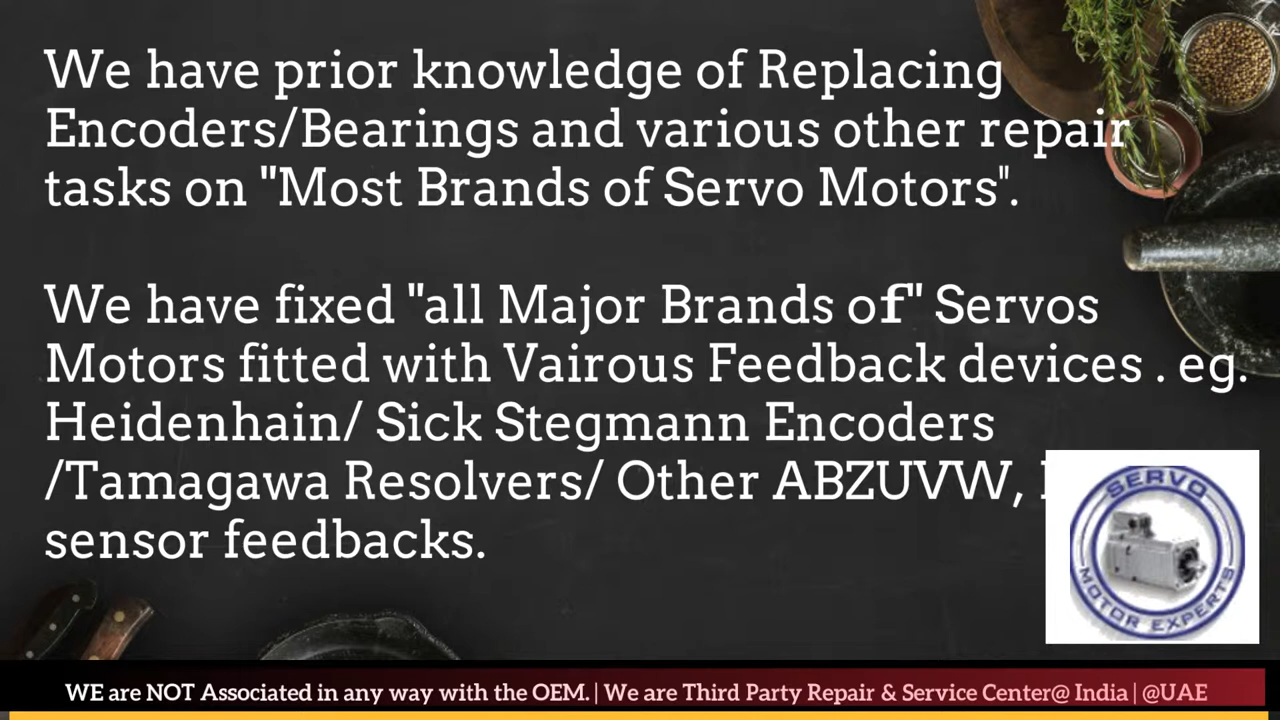 We have prior knowledge of Replacing
Encoders/Bearings and various other repair
tasks on "Most Brands of Servo Motors".
We have fixed "all Major Brands of" Servos
Motors fitted with Vairous Feedback devices . eg.
Heidenhain/ Sick Stegmann Encoders
/Tamagawa Resolvers/ Other ABZUVW,
sensor feedbacks.
SERVO
MOTOR EXPERTS
WE are NOT Associated in any way with the OEM. | We are Third Party Repair & Service Center@ India | @UAE